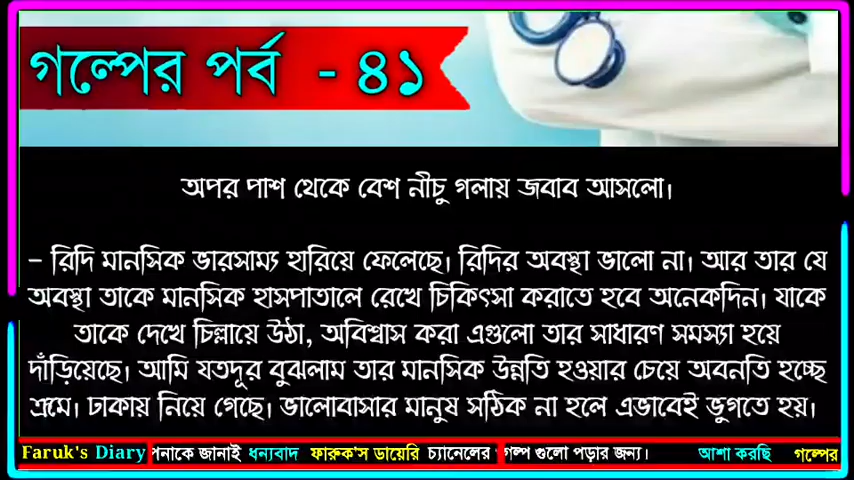 গল্পের পর্ব - ৪১
অপর পাশ থেকে বেশ নীচু গলায় জবাব আসলো।
– রিদি মানসিক ভারসাম্য হারিয়ে ফেলেছে। রিদির অবস্থা ভালো না। আর তার যে
অবস্থা তাকে মানসিক হাসপাতালে রেখে চিকিৎসা করাতে হবে অনেকদিন। যাকে
তাকে দেখে চিল্লায়ে উঠা, অবিশ্বাস করা এগুলো তার সাধারণ সমস্যা হয়ে
দাঁড়িয়েছে। আমি যতদূর বুঝলাম তার মানসিক উন্নতি হওয়ার চেয়ে অবনতি হচ্ছে
শ্রমে। ঢাকায় নিয়ে গেছে। ভালোবাসার মানুষ সঠিক না হলে এভাবেই ভুগতে হয়।
Faruk's Diary পনাকে জানাই ধন্যবাদ ফারুক'স ডায়েরি চ্যানেলের গল্প গুলো পড়ার জন্য। আশা করছি গল্পের